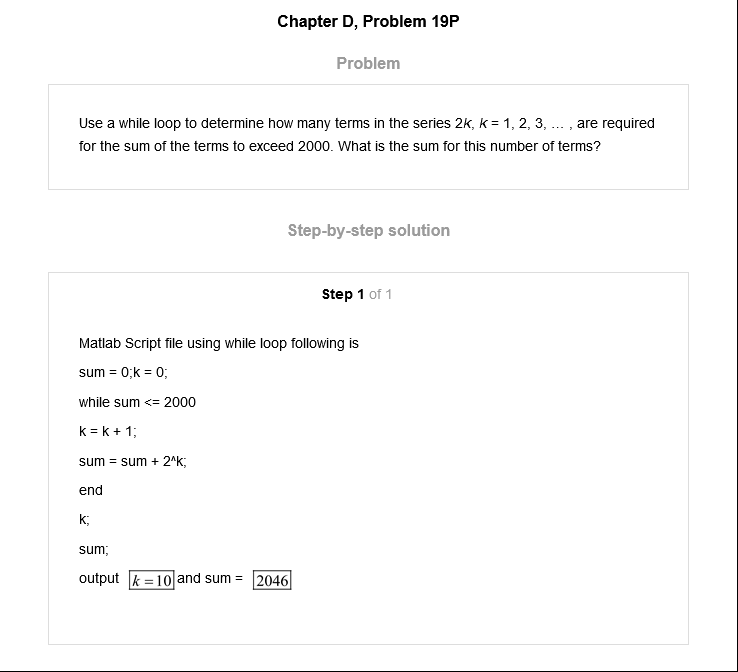 Chapter D, Problem 19P
Problem
Use a while loop to determine how many terms in the series 2k, k = 1, 2, 3, … , are required
for the sum of the terms to exceed 2000. What is the sum for this number of terms?
Step-by-step solution
Step 1 of 1
Matlab Script file using while loop following is
sum = 0;k = 0;
while sum <= 2000
k = k + 1;
sum = sum + 2^k;
end
k;
sum;
output k = 10 and sum = 2046